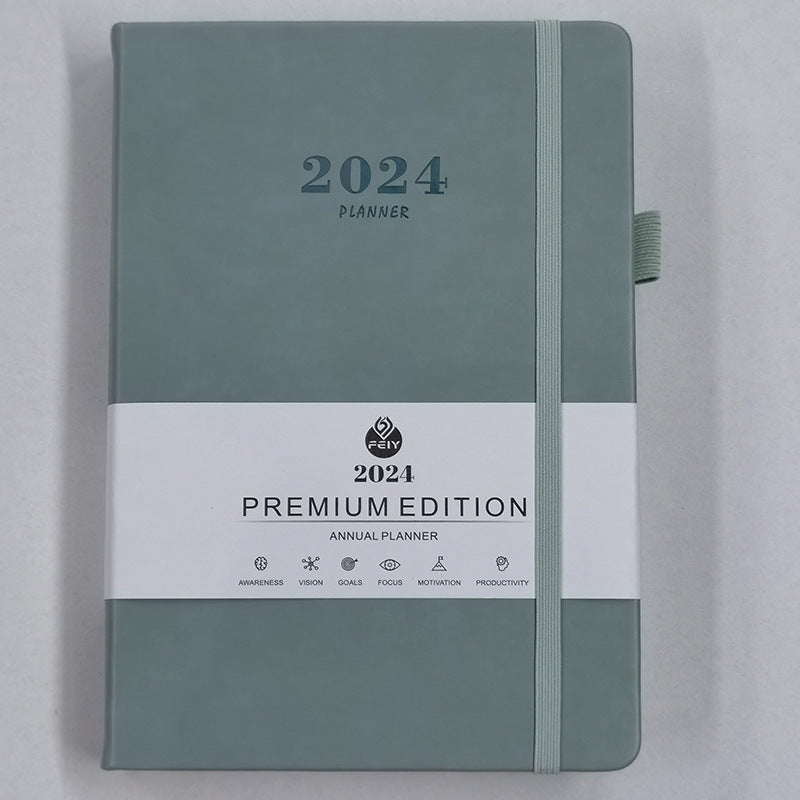 2024
PLANNER
FEIY
2024
PREMIUM EDITION
ANNUAL PLANNER
AWARENESS VISION GOALS FOCUS MOTIVATION PRODUCTIVITY